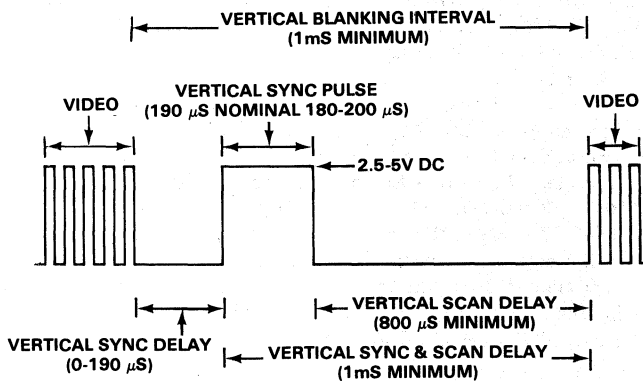 VERTICAL BLANKING INTERVAL
(1mS MINIMUM)
VERTICAL SYNC PULSE
(190 μS NOMINAL 180-200 μS)
VIDEO
VIDEO
2.5-5V DC
VERTICAL SCAN DELAY
(800 μS MINIMUM)
VERTICAL SYNC DELAY
(0-190 μS)
VERTICAL SYNC & SCAN DELAY
(1mS MINIMUM)